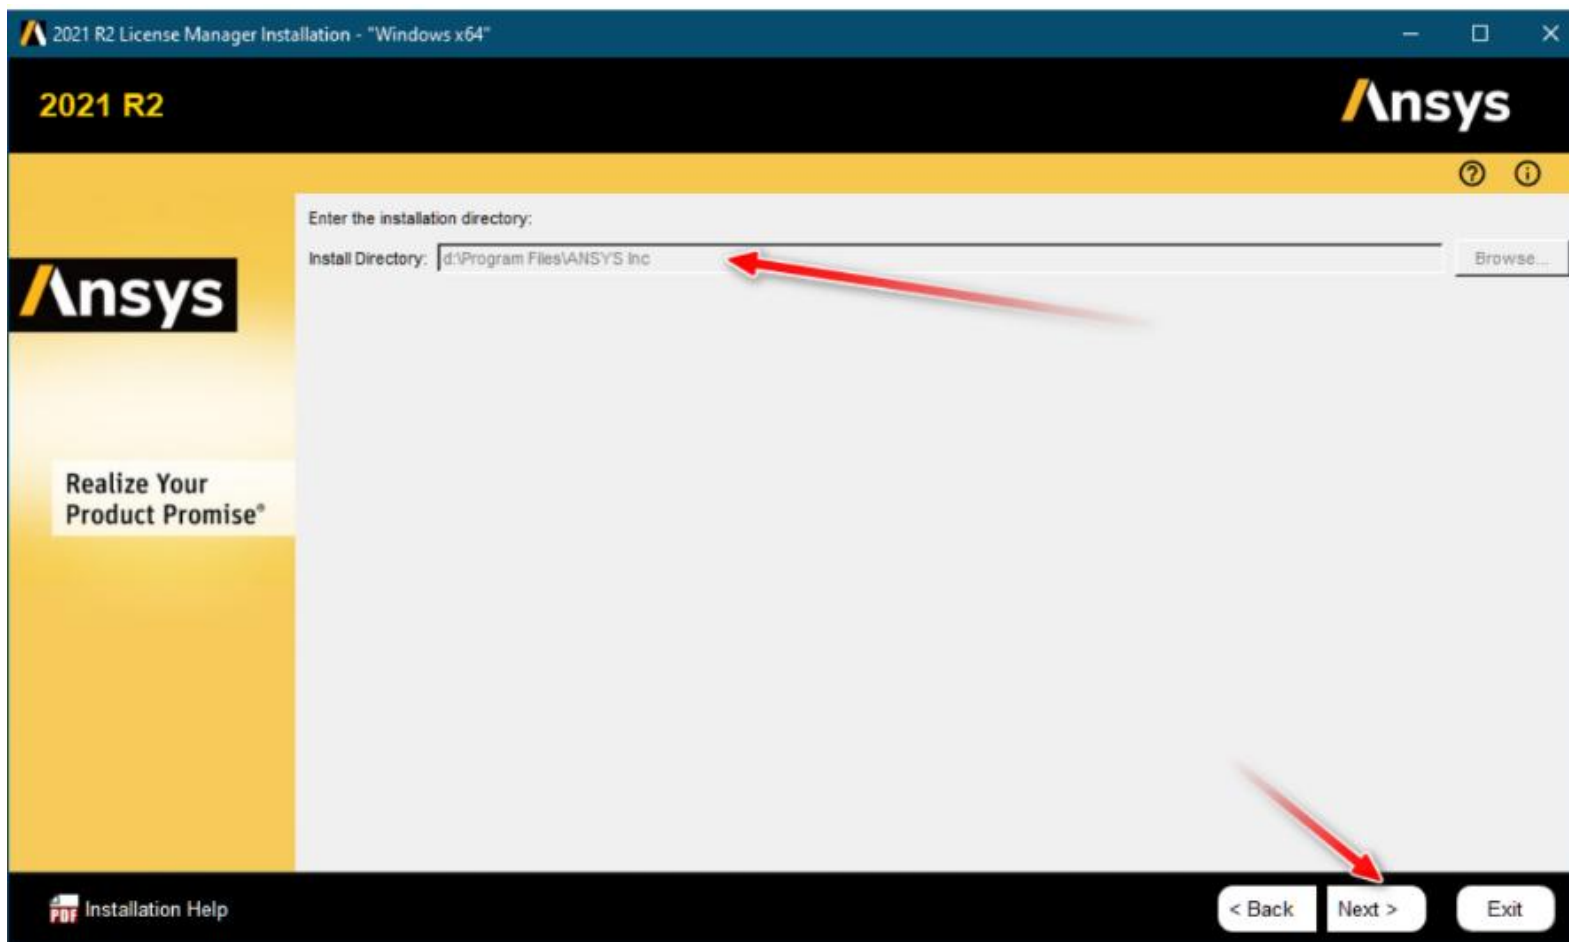 2021 R2 License Manager Installation - "Windows x64"
2021 R2
Ansys
Enter the installation directory:
Install Directory: d:\Program Files\ANSYS Inc Browse...
Ansys
Realize Your
Product Promise®
PDF Installation Help < Back Next > Exit